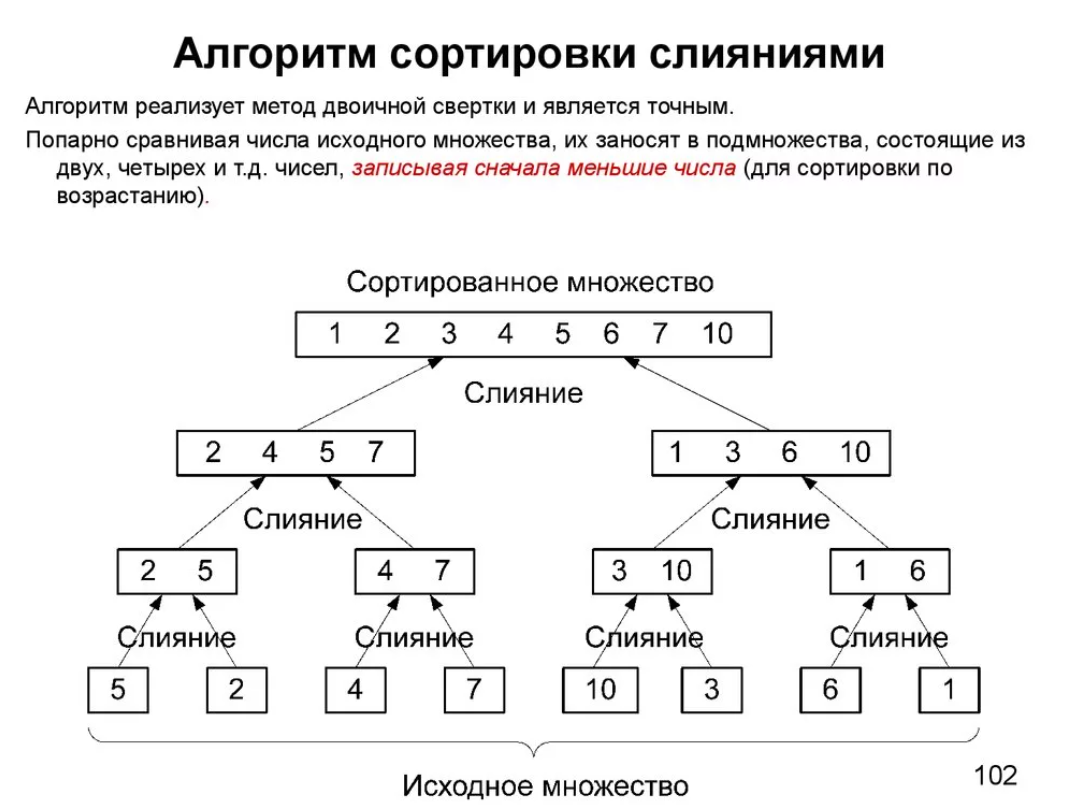 Алгоритм сортировки слияниями
Алгоритм реализует метод двоичной свертки и является точным.
Попарно сравнивая числа исходного множества, их заносят в подмножества, состоящие из
двух, четырех и т.д. чисел, записывая сначала меньшие числа (для сортировки по
возрастанию).
Сортированное множество
1 2 3 4 5 6 7 10
Слияние
2 4 5 7 1 3 6 10
Слияние Слияние
2 5 4 7 3 10 1 6
Слияние Слияние Слияние Слияние
5 2 4 7 10 3 6 1
Исходное множество
102